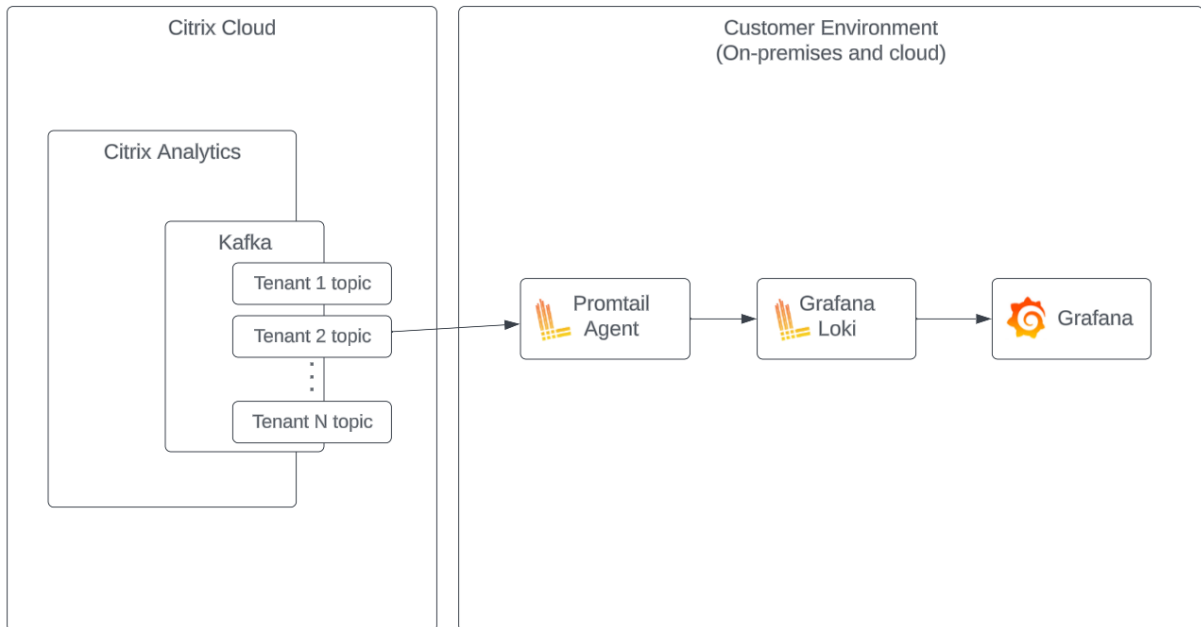 Citrix Cloud
Customer Environment
(On-premises and cloud)
Citrix Analytics
Kafka
Tenant 1 topic
Tenant 2 topic
Tenant N topic
Promtail
Agent
Grafana
Loki
Grafana